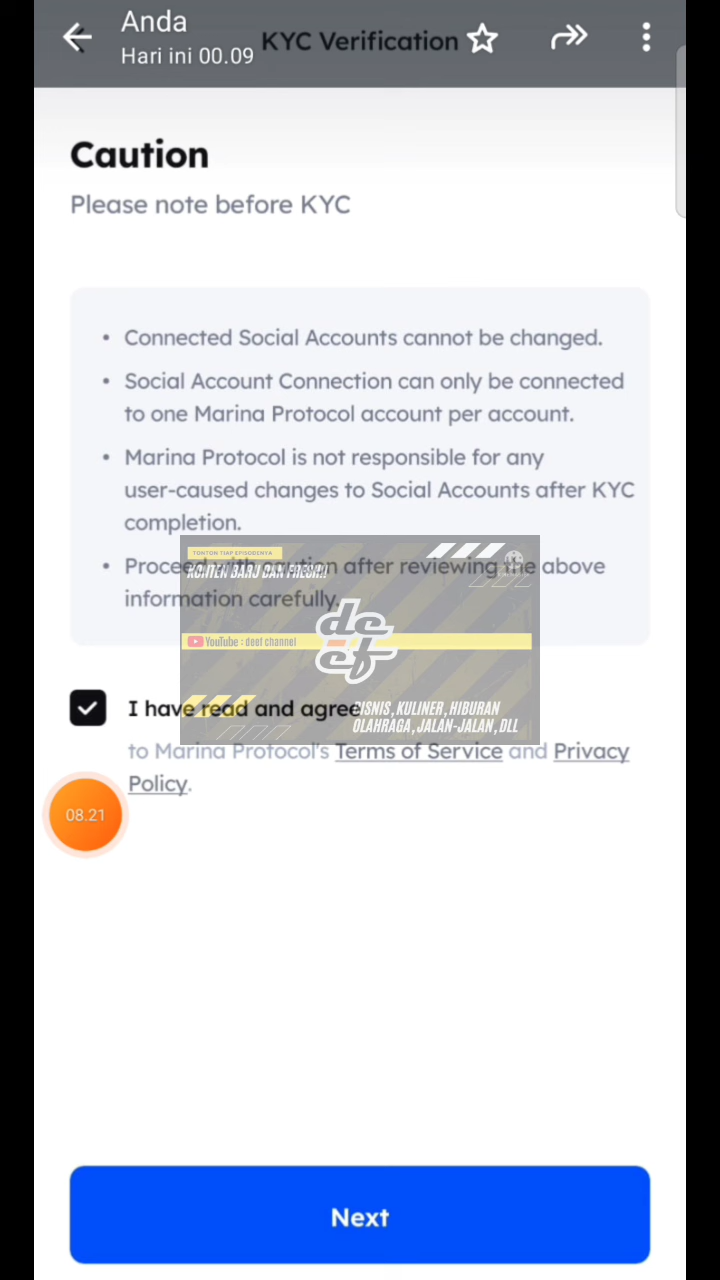 Anda
Hari ini 00.09
KYC Verification
Caution
Please note before KYC
• Connected Social Accounts cannot be changed.
• Social Account Connection can only be connected
to one Marina Protocol account per account.
• Marina Protocol is not responsible for any
user-caused changes to Social Accounts after KYC
completion.
• Proceed with caution after reviewing the above
information carefully.
TONTON TIAP EPISODENYA
KONTEN BARU DAN FRESH!!
YouTube : deef channel
deef
BISNIS, KULINER, HIBURAN
OLAHRAGA, JALAN-JALAN, DLL
I have read and agree
to Marina Protocol's Terms of Service and Privacy
Policy.
08.21
Next